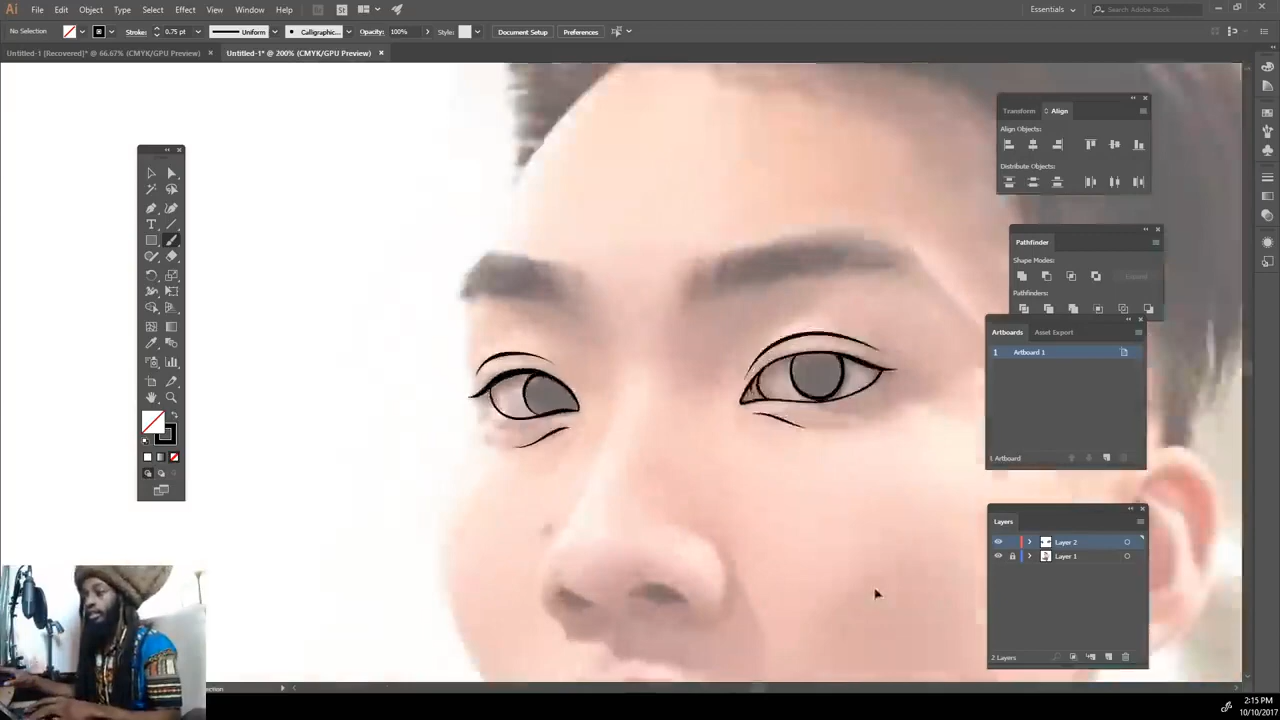 Ai File Edit Object Type Select Effect View Window Help Br St Essentials Search Adobe Stock
No Selection Stroke: 0.75 pt Uniform Calligraphic... Opacity: 100% Style: Document Setup Preferences
Untitled-1 [Recovered]* @ 66.67% (CMYK/GPU Preview) Untitled-1* @ 200% (CMYK/GPU Preview)
Transform Align
Align Objects:
Distribute Objects:
Pathfinder
Shape Modes:
Expand
Pathfinders:
Artboards Asset Export
1 Artboard 1
1 Artboard
Layers
Layer 2
Layer 1
2 Layers
2:15 PM
10/10/2017